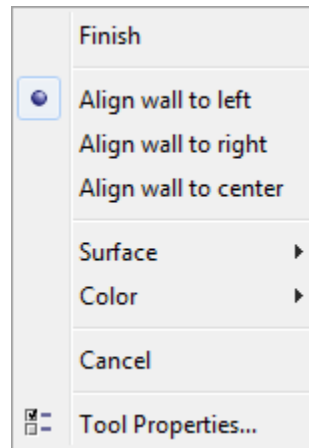 Finish
Align wall to left
Align wall to right
Align wall to center
Surface
Color
Cancel
Tool Properties...